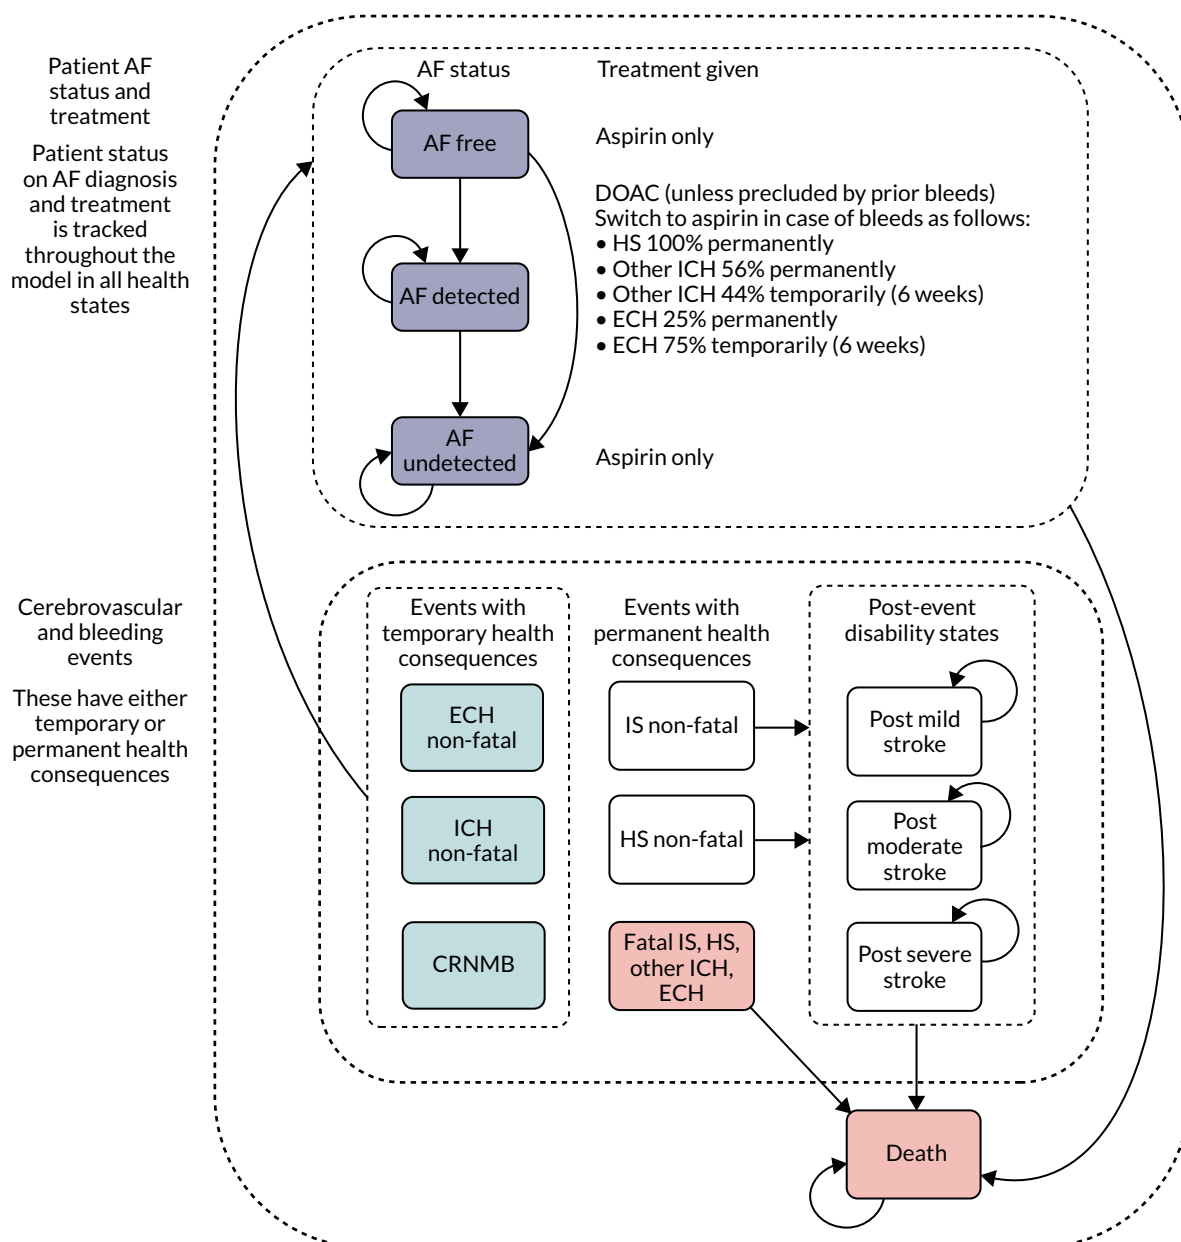 Patient AF
status and
treatment
Patient status
on AF diagnosis
and treatment
is tracked
throughout the
model in all health
states
AF status
Treatment given
AF free
Aspirin only
DOAC (unless precluded by prior bleeds)
Switch to aspirin in case of bleeds as follows:
• HS 100% permanently
• Other ICH 56% permanently
• Other ICH 44% temporarily (6 weeks)
• ECH 25% permanently
• ECH 75% temporarily (6 weeks)
AF detected
AF
undetected
Aspirin only
Cerebrovascular
and bleeding
events
These have either
temporary or
permanent health
consequences
Events with
temporary health
consequences
ECH
non-fatal
ICH
non-fatal
CRNMB
Events with
permanent health
consequences
IS non-fatal
HS non-fatal
Fatal IS, HS,
other ICH,
ECH
Post-event
disability states
Post mild
stroke
Post
moderate
stroke
Post severe
stroke
Death